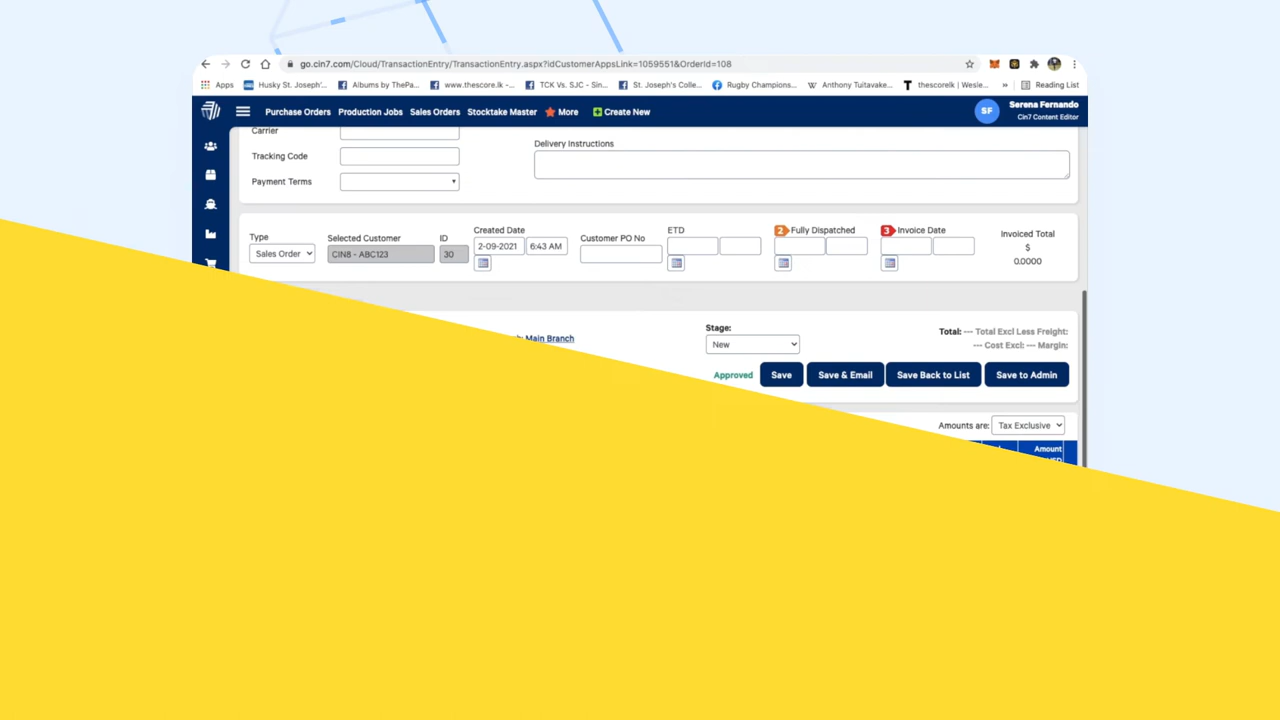 go.cin7.com/Cloud/TransactionEntry/TransactionEntry.aspx?idCustomerAppsLink=1059551&OrderId=108
Apps Husky St. Joseph'... Albums by ThePa... www.thescore.lk -... TCK Vs. SJC - Sin... St. Joseph's Colle... Rugby Champions... Anthony Tuitavake... thescorelk | Wesle... » Reading List
Purchase Orders Production Jobs Sales Orders Stocktake Master More Create New SF Serena Fernando
Cin7 Content Editor
Carrier
Delivery Instructions
Tracking Code
Payment Terms
Type Selected Customer ID Created Date Customer PO No ETD 2 Fully Dispatched 3 Invoice Date Invoiced Total
Sales Order CIN8 - ABC123 30 2-09-2021 6:43 AM $
0.0000
Main Branch
Stage:
New
Total: --- Total Excl Less Freight:
--- Cost Excl: --- Margin:
Approved Save Save & Email Save Back to List Save to Admin
Amounts are: Tax Exclusive
Amount